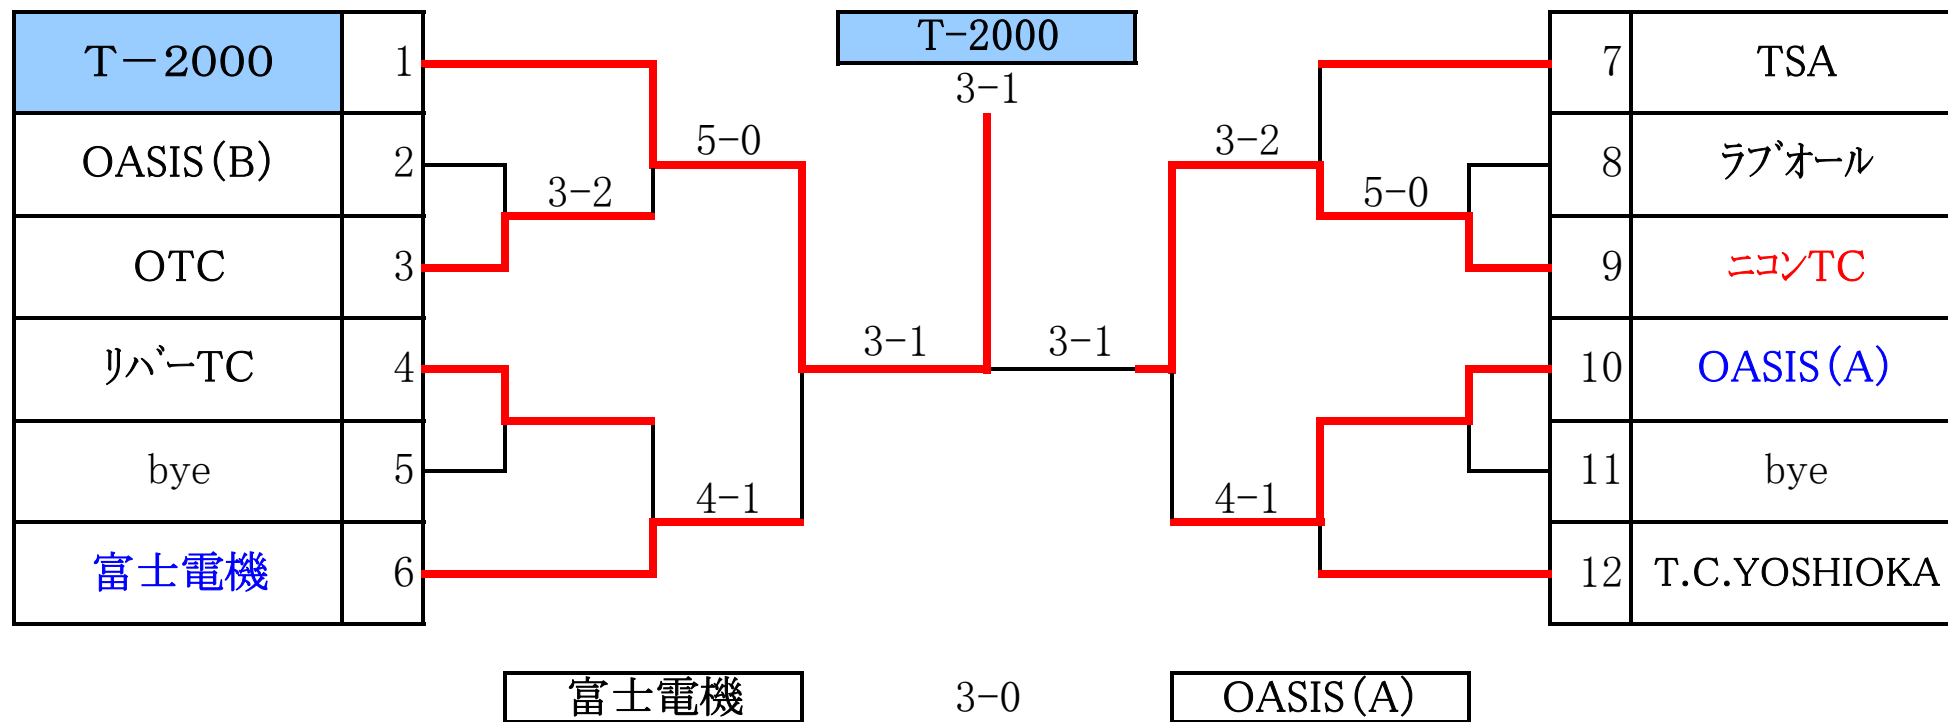 T-2000
T－2000 1
3-1
7 TSA
OASIS(B) 2
5-0
3-2
8 ラブオール
3-2
5-0
OTC 3
9 ニコンTC
リバーTC 4
3-1
3-1
10 OASIS(A)
bye 5
4-1
4-1
11 bye
富士電機 6
12 T.C.YOSHIOKA
富士電機 3-0 OASIS(A)